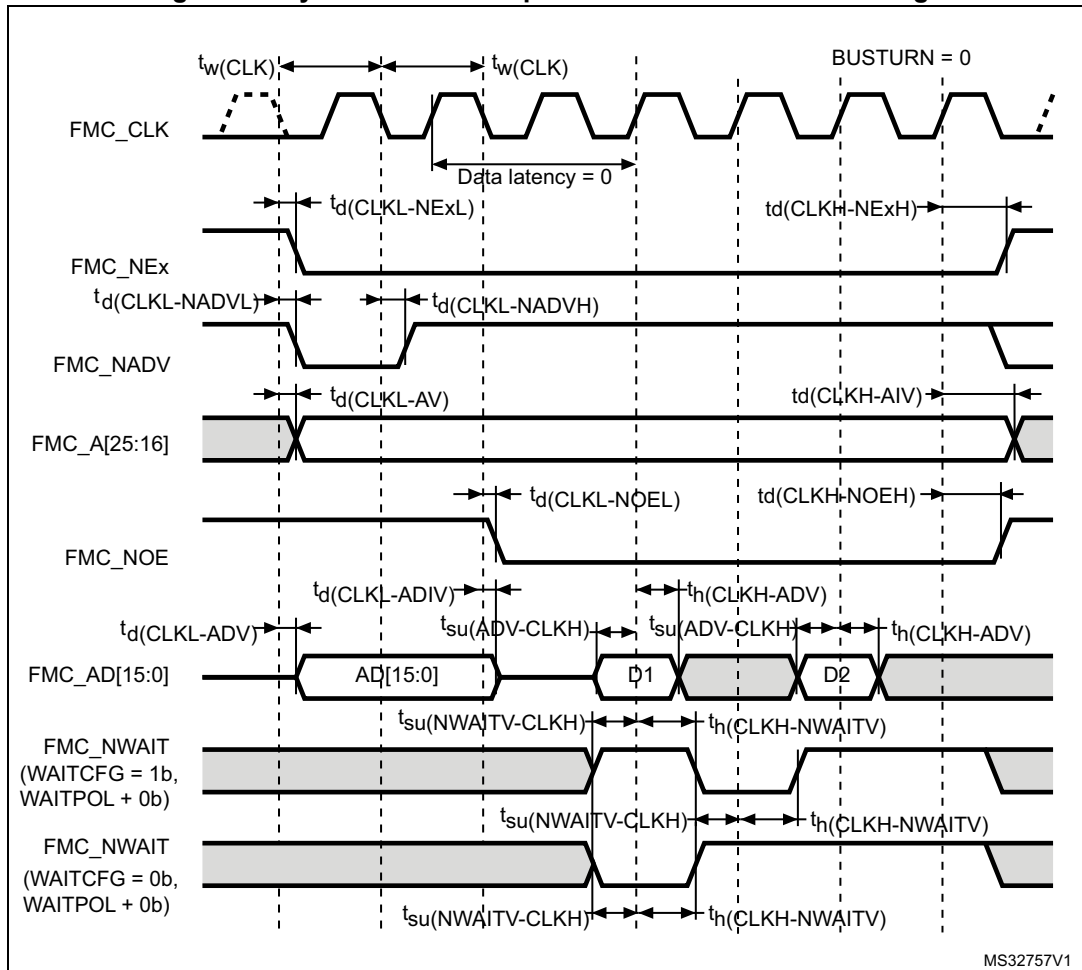 BUSTURN = 0
tw(CLK) tw(CLK)
FMC_CLK
Data latency = 0
td(CLKL-NExL) td(CLKH-NExH)
FMC_NEx
td(CLKL-NADVL) td(CLKL-NADVH)
FMC_NADV
td(CLKL-AV) td(CLKH-AIV)
FMC_A[25:16]
td(CLKL-NOEL) td(CLKH-NOEH)
FMC_NOE
td(CLKL-ADIV) th(CLKH-ADV)
td(CLKL-ADV) tsu(ADV-CLKH) tsu(ADV-CLKH) th(CLKH-ADV)
FMC_AD[15:0] AD[15:0] D1 D2
tsu(NWAITV-CLKH) th(CLKH-NWAITV)
FMC_NWAIT
(WAITCFG = 1b,
WAITPOL + 0b)
tsu(NWAITV-CLKH) th(CLKH-NWAITV)
FMC_NWAIT
(WAITCFG = 0b,
WAITPOL + 0b)
tsu(NWAITV-CLKH) th(CLKH-NWAITV)
MS32757V1